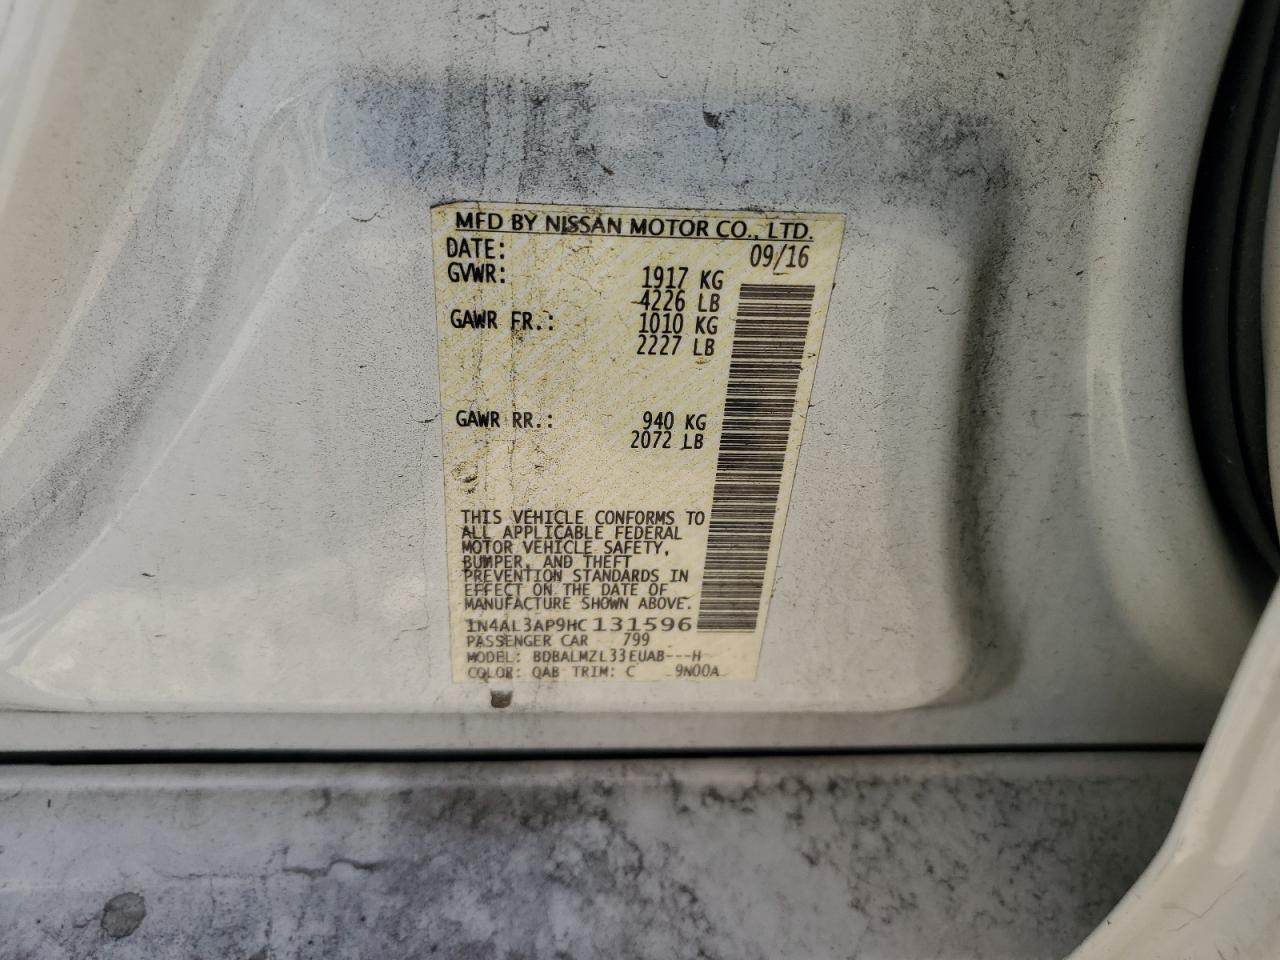 MFD BY NISSAN MOTOR CO., LTD.
DATE: 09/16
GVWR: 1917 KG
4226 LB
GAWR FR.: 1010 KG
2227 LB
GAWR RR.: 940 KG
2072 LB
THIS VEHICLE CONFORMS TO
ALL APPLICABLE FEDERAL
MOTOR VEHICLE SAFETY,
BUMPER, AND THEFT
PREVENTION STANDARDS IN
EFFECT ON THE DATE OF
MANUFACTURE SHOWN ABOVE.
1N4AL3AP9HC131596
PASSENGER CAR 799
MODEL: BDBALMZL33EUAB---H
COLOR: QAB TRIM: C 9N00A